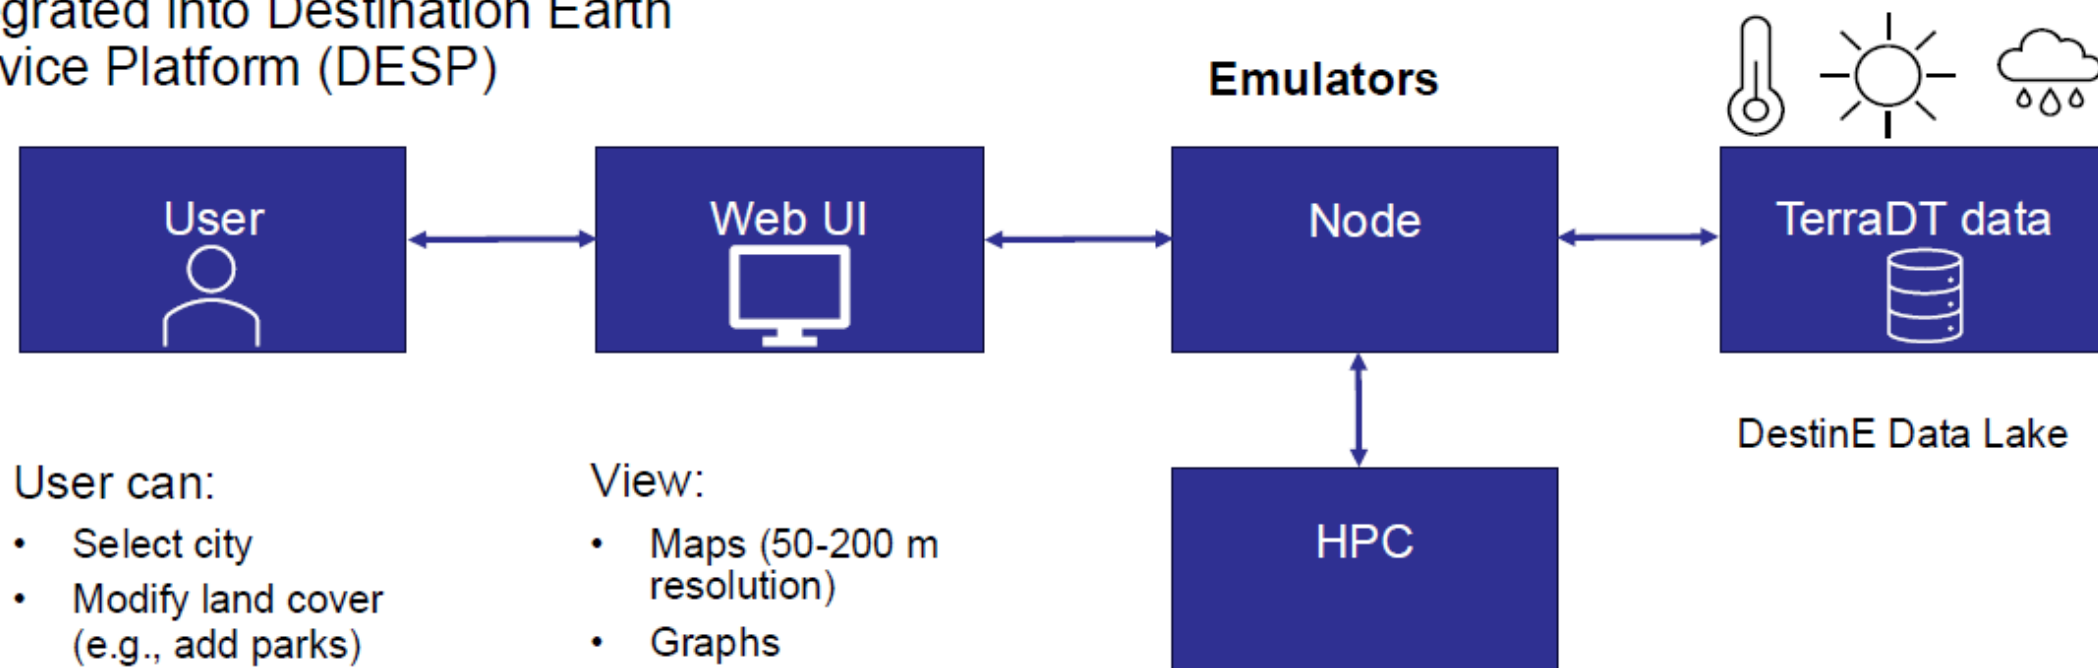 grated into Destination Earth
vice Platform (DESP)
Emulators
User
Web UI
Node
TerraDT data
DestinE Data Lake
HPC
User can:
• Select city
• Modify land cover
(e.g., add parks)
View:
• Maps (50-200 m
resolution)
• Graphs